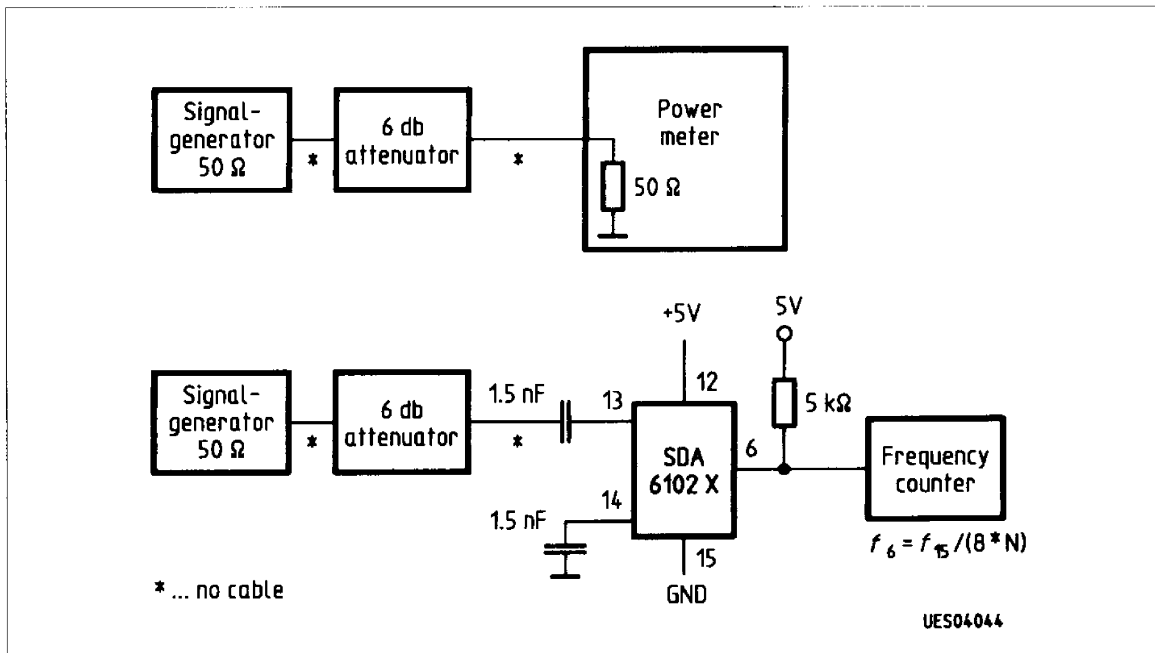 Signal-
generator
50 Ω
*
6 db
attenuator
*
Power
meter
50 Ω
Signal-
generator
50 Ω
*
6 db
attenuator
*
1.5 nF
13
+5V
12
5V
5 kΩ
SDA
6102 X
6
Frequency
counter
14
1.5 nF
15
GND
f 6 = f 15 /(8*N)
* ... no cable
UES04044